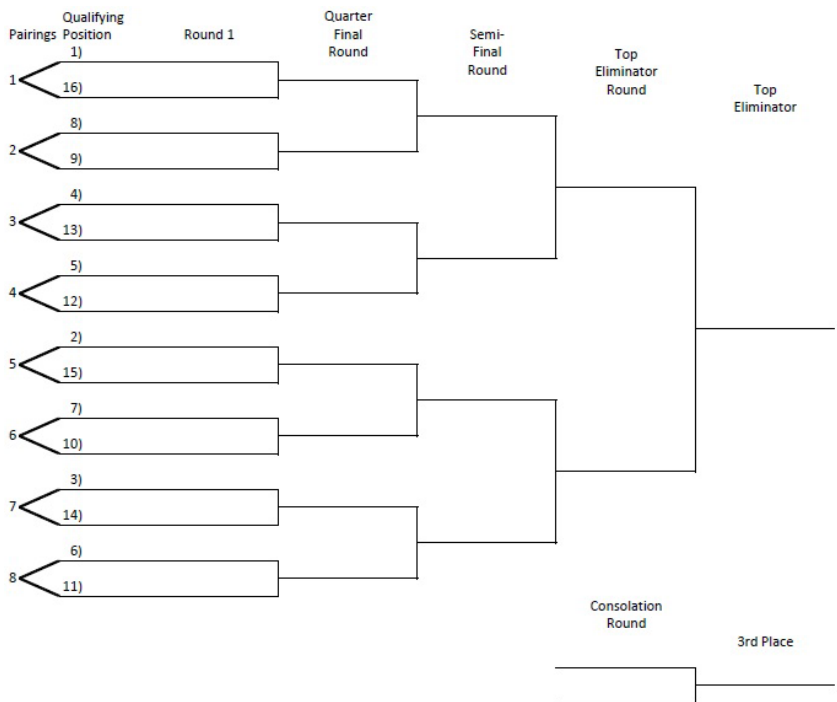 Pairings
Qualifying
Position
Round 1
Quarter
Final
Round
Semi-
Final
Round
Top
Eliminator
Round
Top
Eliminator
1
1)
16)
2
8)
9)
3
4)
13)
4
5)
12)
5
2)
15)
6
7)
10)
7
3)
14)
8
6)
11)
Consolation
Round
3rd Place